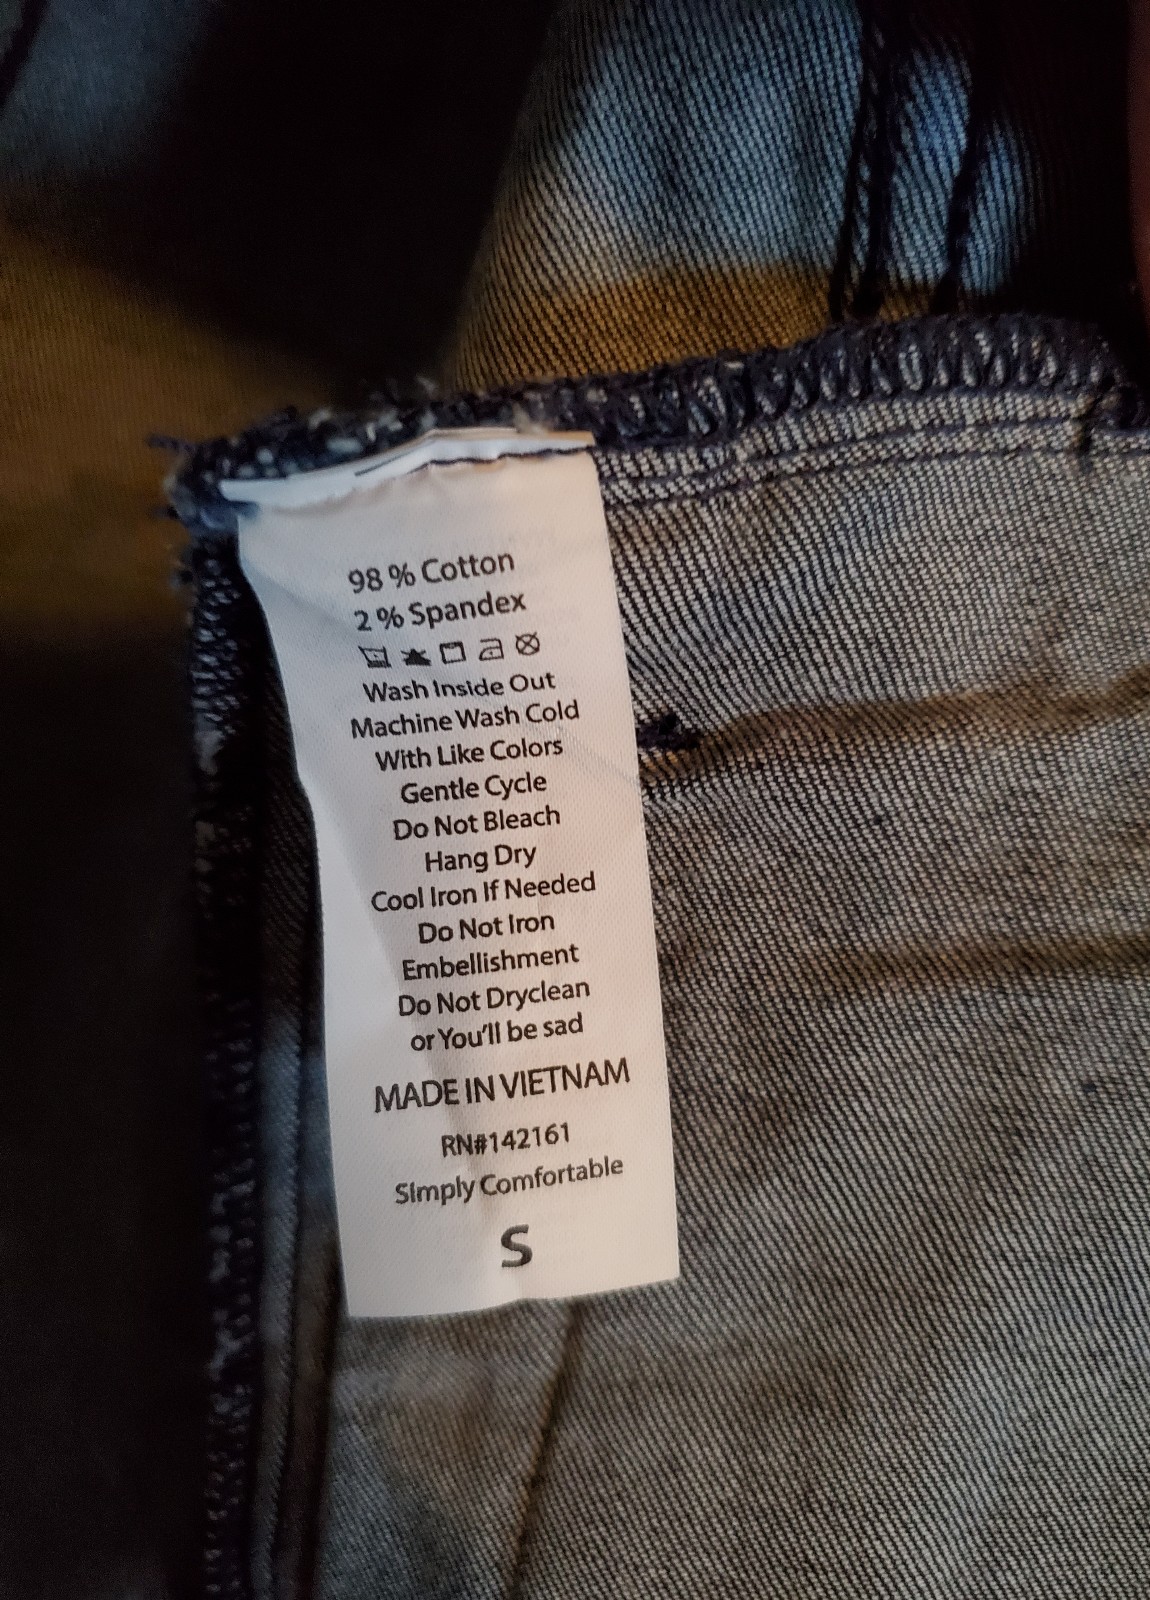 98 % Cotton
2 % Spandex
Wash Inside Out
Machine Wash Cold
With Like Colors
Gentle Cycle
Do Not Bleach
Hang Dry
Cool Iron If Needed
Do Not Iron
Embellishment
Do Not Dryclean
or You'll be sad
MADE IN VIETNAM
RN#142161
Simply Comfortable
S